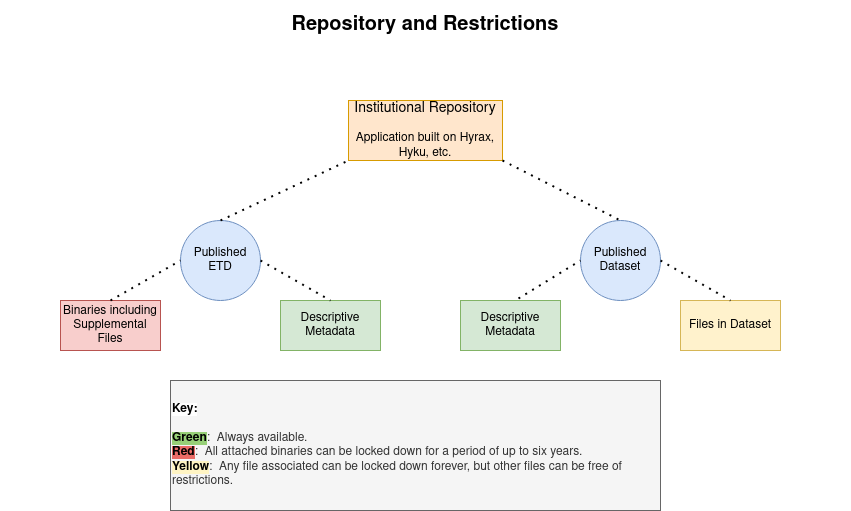 Repository and Restrictions
Institutional Repository
Application built on Hyrax,
Hyku, etc.
Published
ETD
Published
Dataset
Binaries including
Supplemental
Files
Descriptive
Metadata
Descriptive
Metadata
Files in Dataset
Key:
Green:  Always available.
Red:  All attached binaries can be locked down for a period of up to six years.
Yellow:  Any file associated can be locked down forever, but other files can be free of
restrictions.